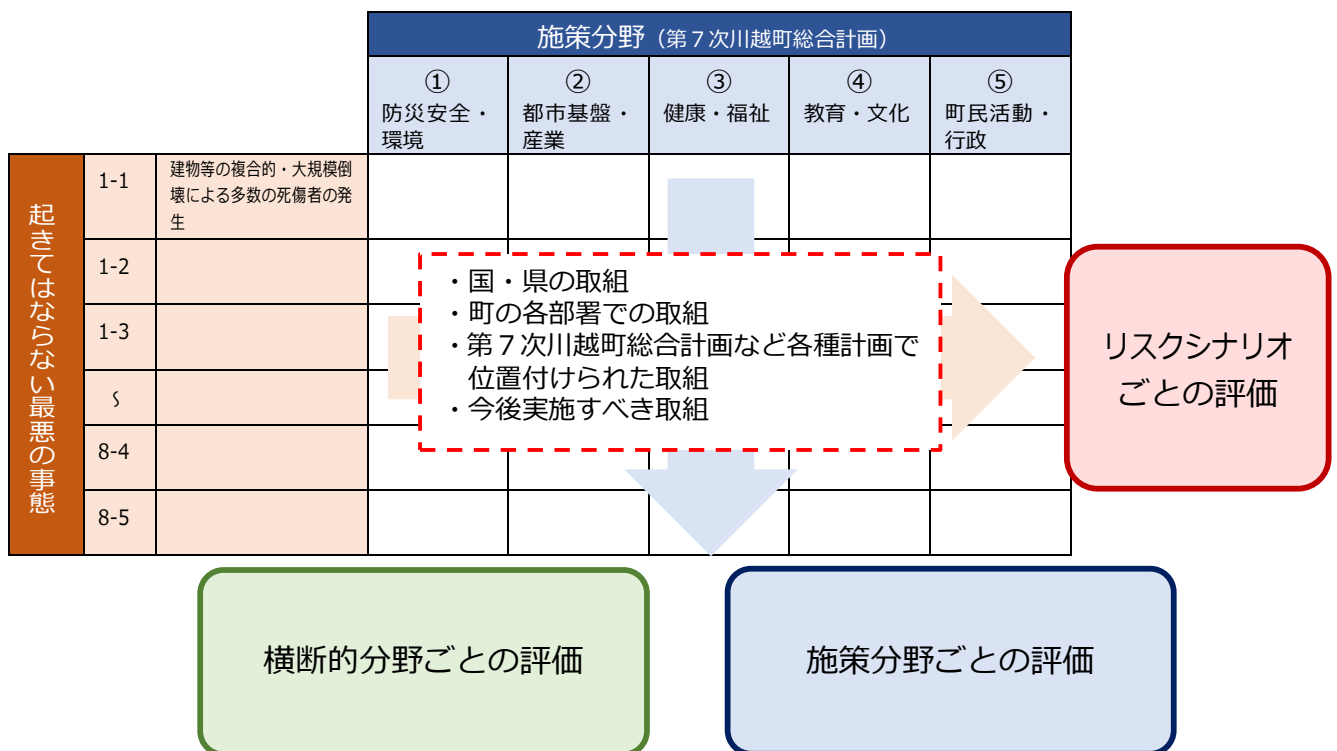 施策分野（第７次川越町総合計画）
①
防災安全・
環境
②
都市基盤・
産業
③
健康・福祉
④
教育・文化
⑤
町民活動・
行政
起きてはならない最悪の事態
1-1
建物等の複合的・大規模倒
壊による多数の死傷者の発
生
1-2
1-3
～
8-4
8-5
・国・県の取組
・町の各部署での取組
・第７次川越町総合計画など各種計画で
位置付けられた取組
・今後実施すべき取組
リスクシナリオ
ごとの評価
横断的分野ごとの評価
施策分野ごとの評価